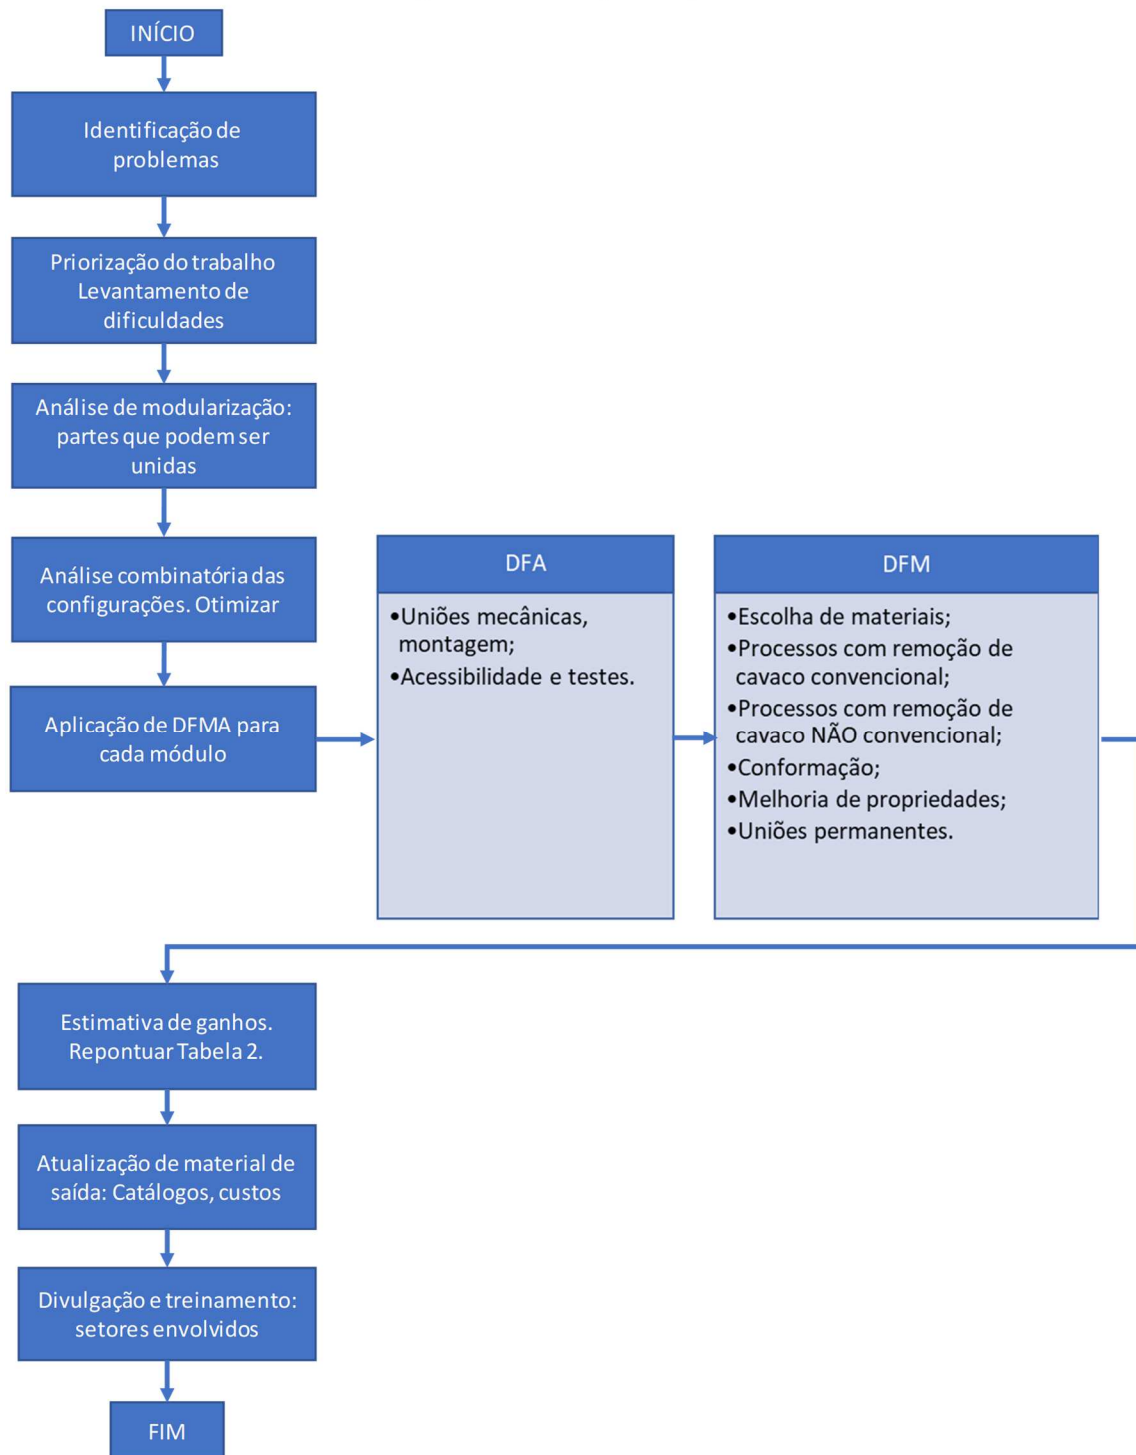 INÍCIO
Identificação de
problemas
Priorização do trabalho
Levantamento de
dificuldades
Análise de modularização:
partes que podem ser
unidas
Análise combinatória das
configurações. Otimizar
Aplicação de DFMA para
cada módulo
DFA
•Uniões mecânicas,
montagem;
•Acessibilidade e testes.
DFM
•Escolha de materiais;
•Processos com remoção de
cavaco convencional;
•Processos com remoção de
cavaco NÃO convencional;
•Conformação;
•Melhoria de propriedades;
•Uniões permanentes.
Estimativa de ganhos.
Repontuar Tabela 2.
Atualização de material de
saída: Catálogos, custos
Divulgação e treinamento:
setores envolvidos
FIM